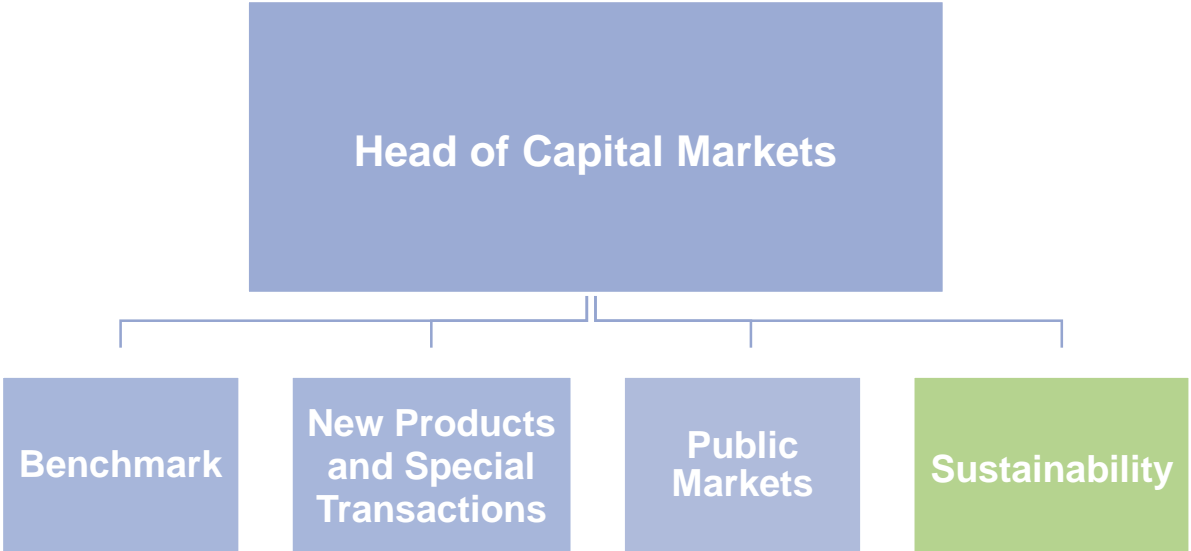 Head of Capital Markets
Benchmark
New Products
and Special
Transactions
Public
Markets
Sustainability